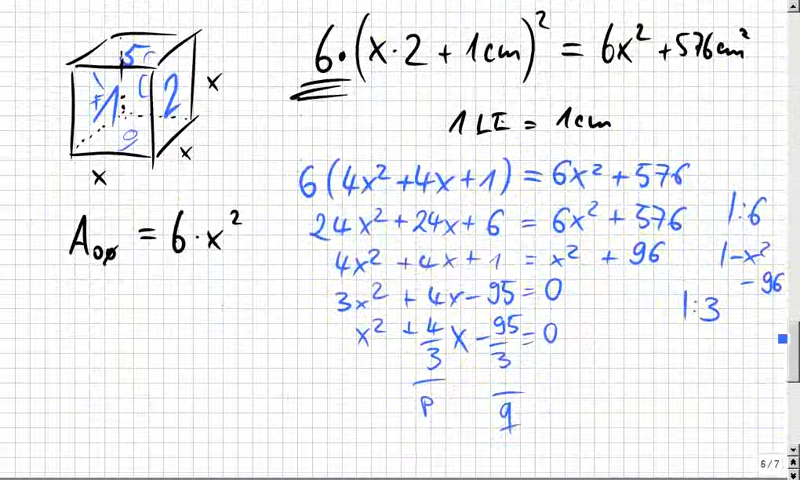 6·(x·2 + 1cm)² = 6x² + 576cm²
5
1
2
6
x
x
x
1 LE = 1cm
6(4x² + 4x + 1) = 6x² + 576
24x² + 24x + 6 = 6x² + 576 |:6
4x² + 4x + 1 = x² + 96 |-x²
-96
3x² + 4x - 95 = 0 |:3
x² + 4/3 x - 95/3 = 0
p q
A = 6·x²
6/7